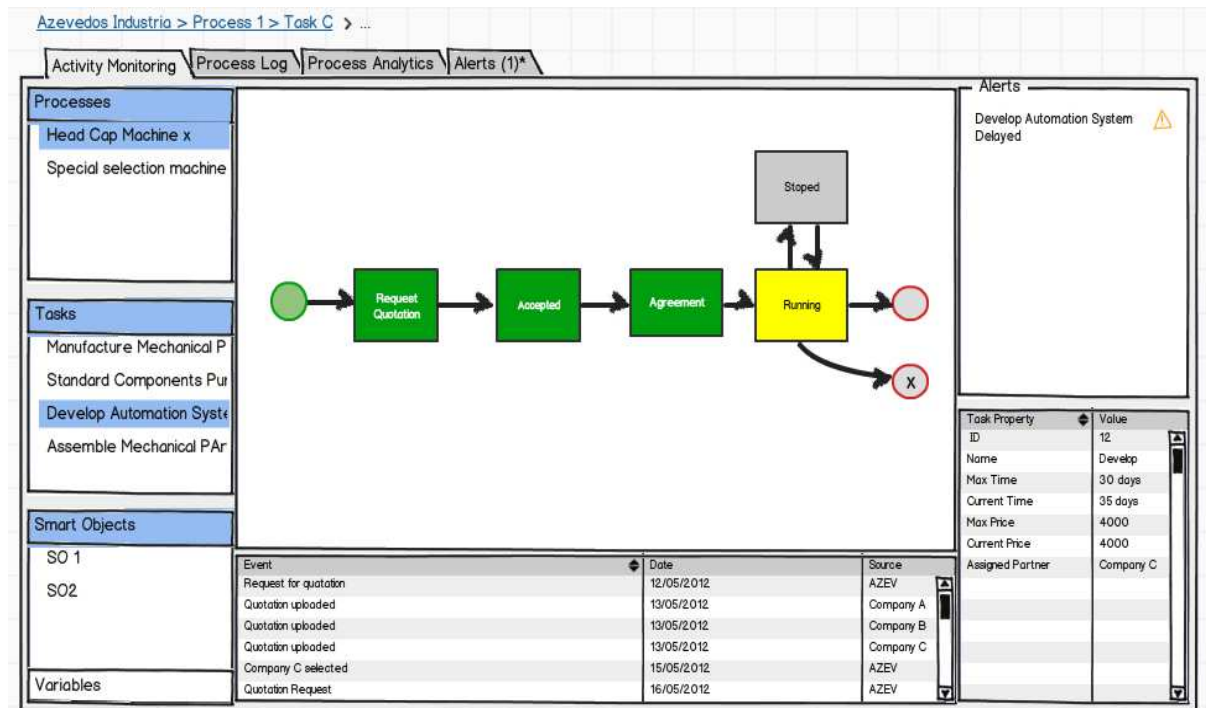 Azevedos Industria > Process 1 > Task C > ...
Activity Monitoring
Process Log
Process Analytics
Alerts (1)*
Processes
Head Cap Machine x
Special selection machine
Tasks
Manufacture Mechanical P
Standard Components Pur
Develop Automation Syste
Assemble Mechanical PAr
Smart Objects
SO 1
SO2
Variables
Request
Quotation
Accepted
Agreement
Running
Stoped
X
Event Date Source
Request for quatation 12/05/2012 AZEV
Quotation uploaded 13/05/2012 Company A
Quotation uploaded 13/05/2012 Company B
Quotation uploaded 13/05/2012 Company C
Company C selected 15/05/2012 AZEV
Quotation Request 16/05/2012 AZEV
Alerts
Develop Automation System
Delayed
Task Property Value
ID 12
Name Develop
Max Time 30 days
Current Time 35 days
Max Price 4000
Current Price 4000
Assigned Partner Company C